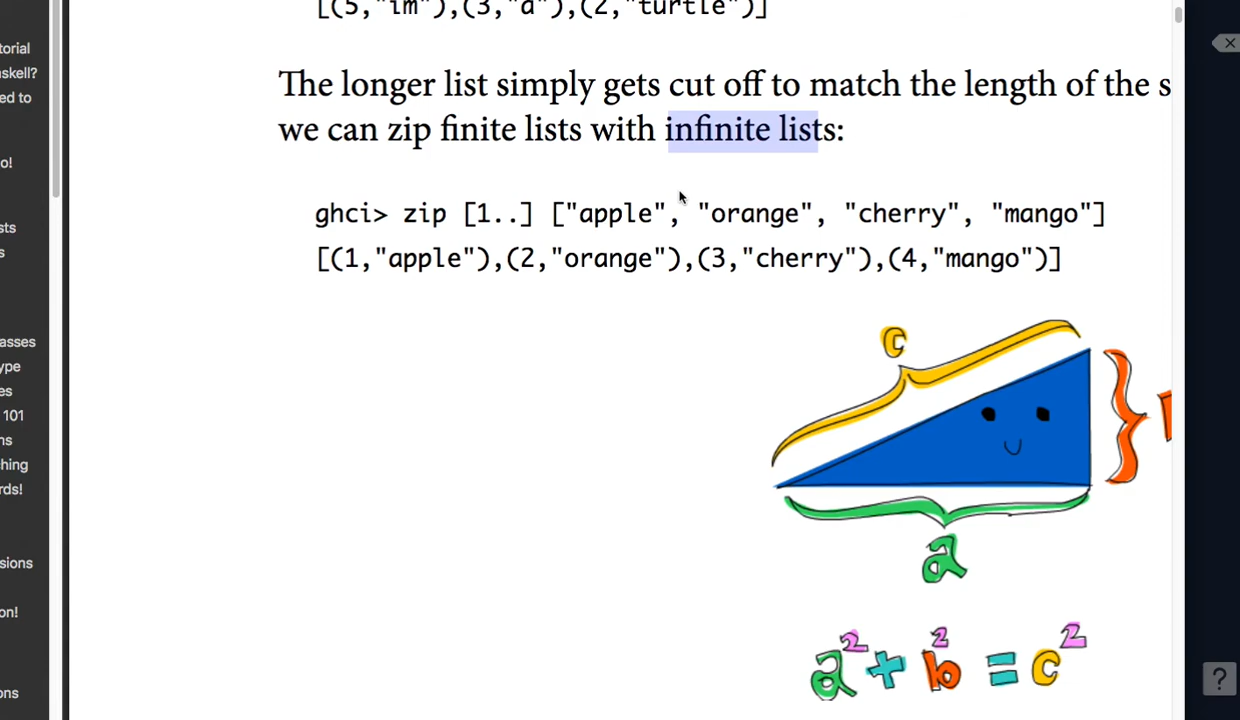 [(5,"im"),(3,"a"),(2,"turtle")]
The longer list simply gets cut off to match the length of the s
we can zip finite lists with infinite lists:
ghci> zip [1..] ["apple", "orange", "cherry", "mango"]
[(1,"apple"),(2,"orange"),(3,"cherry"),(4,"mango")]
c
a
a² + b² = c²
torial
skell?
ed to
o!
sts
s
asses
ype
es
101
ns
ching
rds!
sions
on!
ons
?